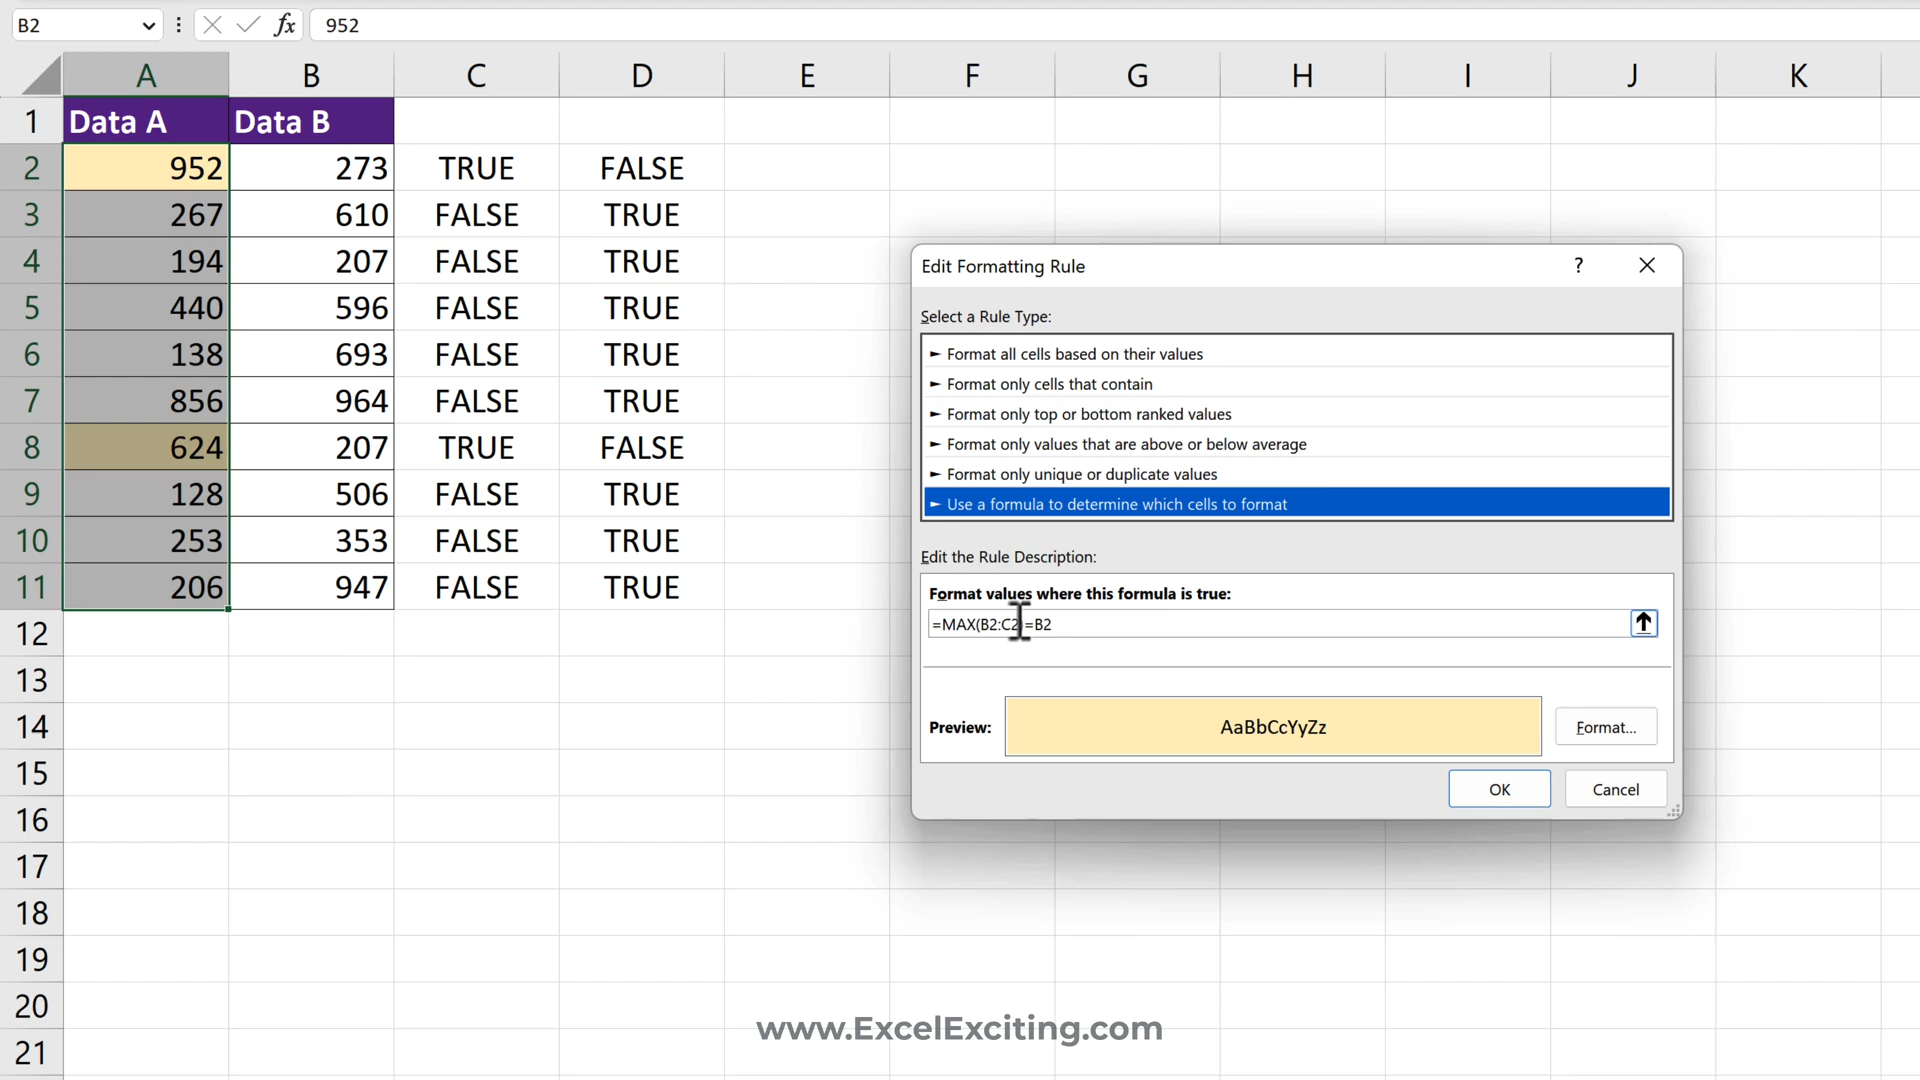 B2 fx 952
A B C D E F G H I J K
1 Data A Data B
2 952 273 TRUE FALSE
3 267 610 FALSE TRUE
4 194 207 FALSE TRUE
5 440 596 FALSE TRUE
6 138 693 FALSE TRUE
7 856 964 FALSE TRUE
8 624 207 TRUE FALSE
9 128 506 FALSE TRUE
10 253 353 FALSE TRUE
11 206 947 FALSE TRUE
12
13
14
15
16
17
18
19
20
21
Edit Formatting Rule ?
Select a Rule Type:
► Format all cells based on their values
► Format only cells that contain
► Format only top or bottom ranked values
► Format only values that are above or below average
► Format only unique or duplicate values
► Use a formula to determine which cells to format
Edit the Rule Description:
Format values where this formula is true:
=MAX(B2:C2)=B2
Preview: AaBbCcYyZz Format...
OK Cancel
www.ExcelExciting.com